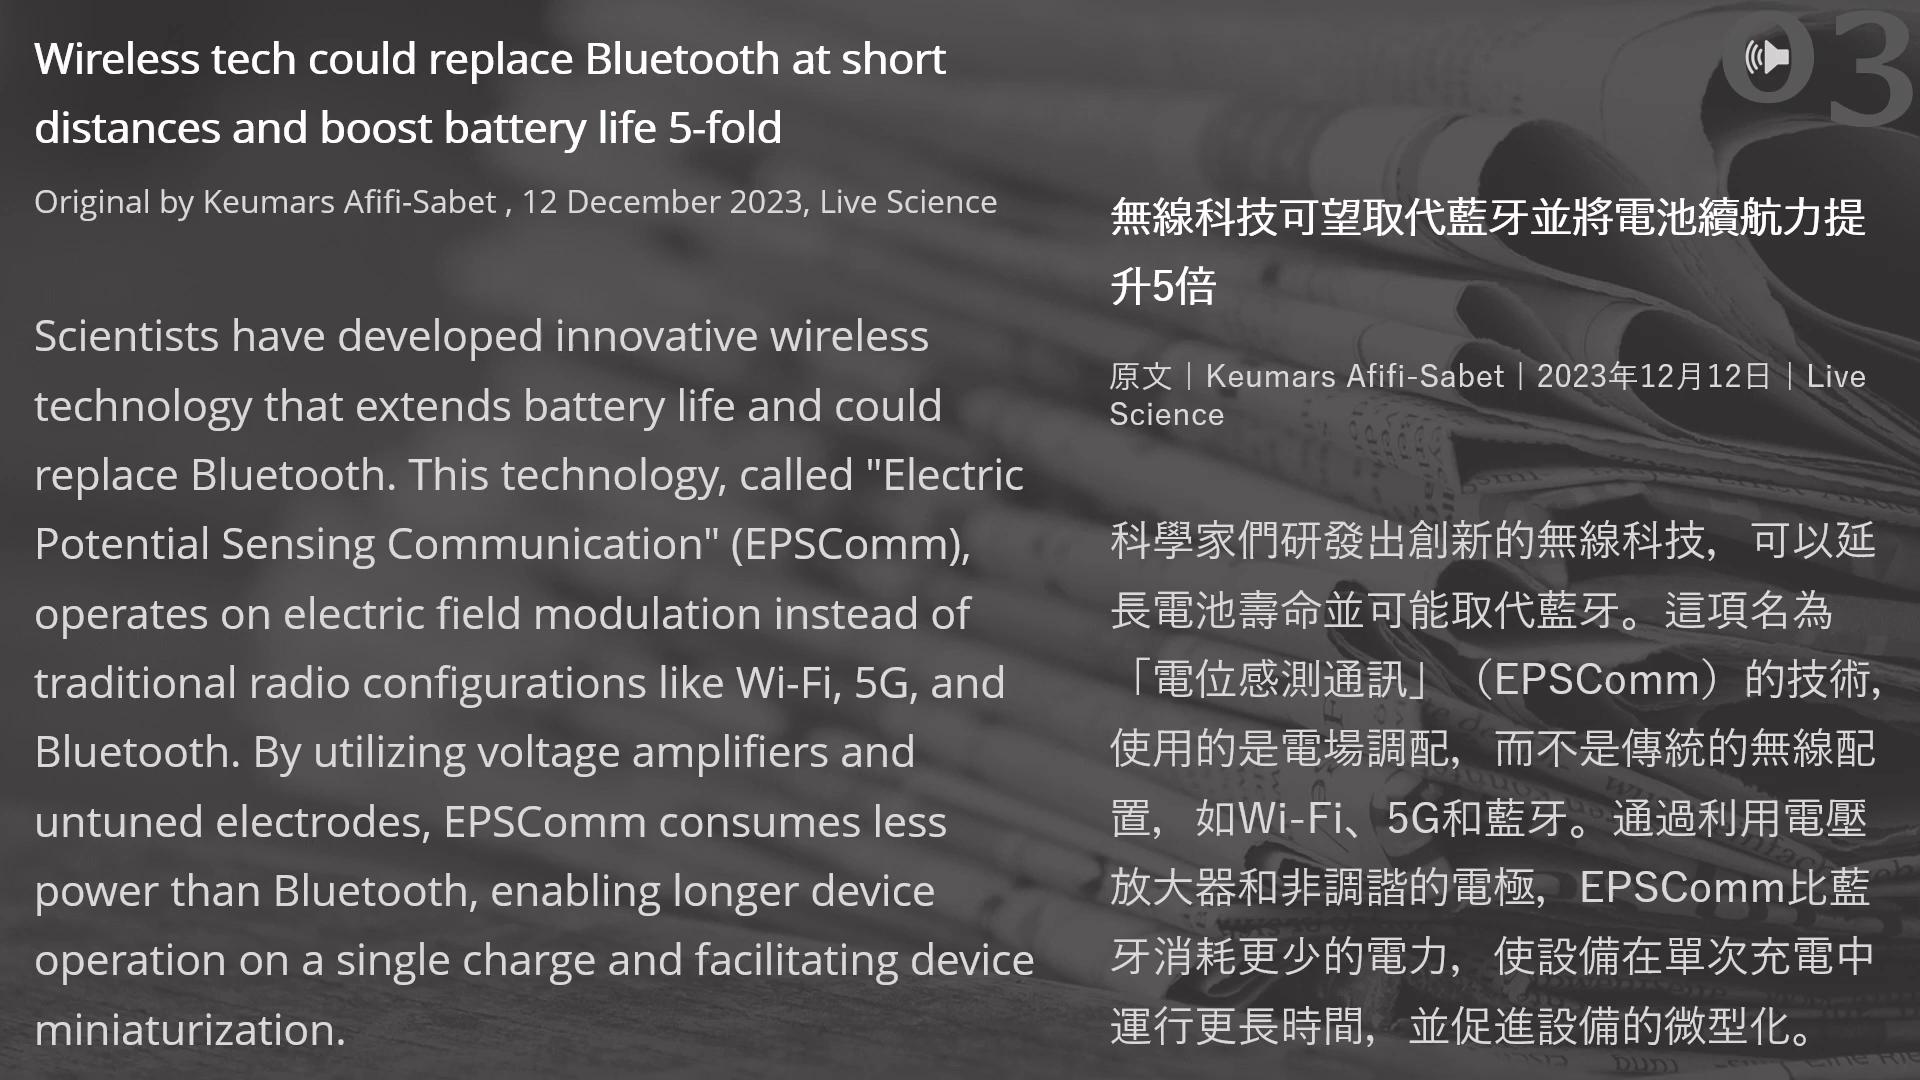 03
Wireless tech could replace Bluetooth at short
distances and boost battery life 5-fold
Original by Keumars Afifi-Sabet , 12 December 2023, Live Science
Scientists have developed innovative wireless
technology that extends battery life and could
replace Bluetooth. This technology, called "Electric
Potential Sensing Communication" (EPSComm),
operates on electric field modulation instead of
traditional radio configurations like Wi-Fi, 5G, and
Bluetooth. By utilizing voltage amplifiers and
untuned electrodes, EPSComm consumes less
power than Bluetooth, enabling longer device
operation on a single charge and facilitating device
miniaturization.
無線科技可望取代藍牙並將電池續航力提
升5倍
原文｜Keumars Afifi-Sabet｜2023年12月12日｜Live
Science
科學家們研發出創新的無線科技，可以延
長電池壽命並可能取代藍牙。這項名為
「電位感測通訊」（EPSComm）的技術，
使用的是電場調配，而不是傳統的無線配
置，如Wi-Fi、5G和藍牙。通過利用電壓
放大器和非調諧的電極，EPSComm比藍
牙消耗更少的電力，使設備在單次充電中
運行更長時間，並促進設備的微型化。